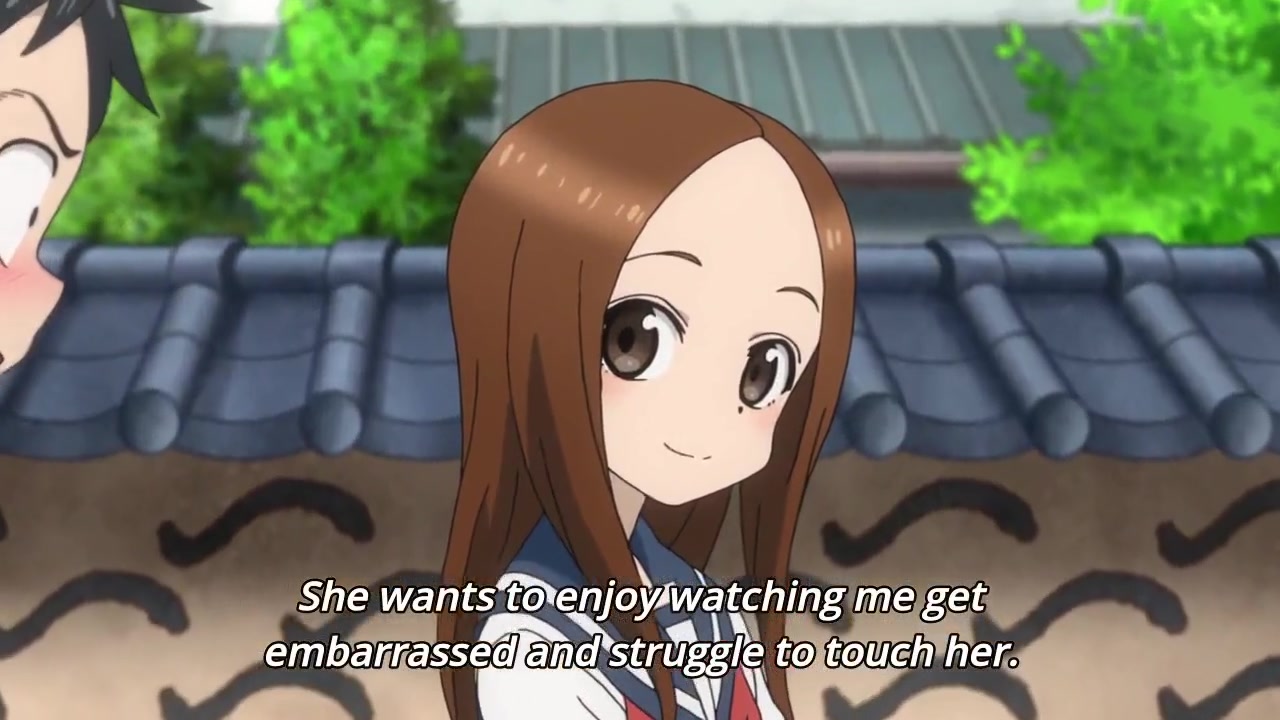 She wants to enjoy watching me get
embarrassed and struggle to touch her.